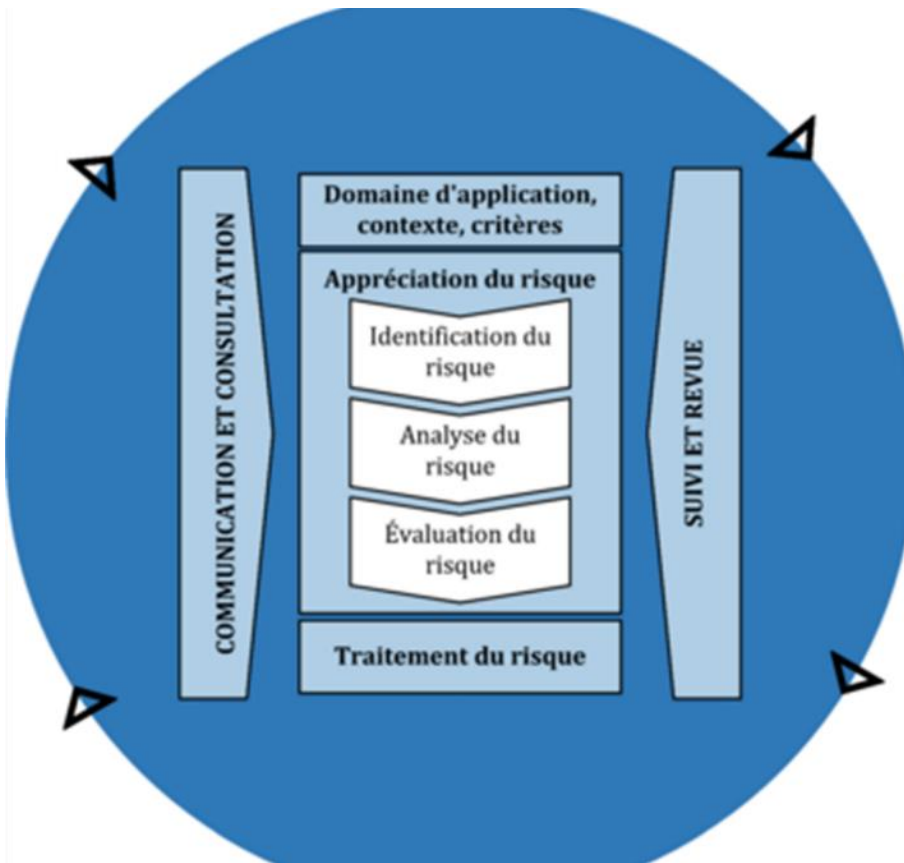 COMMUNICATION ET CONSULTATION
Domaine d'application,
contexte, critères
Appréciation du risque
Identification du
risque
Analyse du
risque
Évaluation du
risque
Traitement du risque
SUIVI ET REVUE